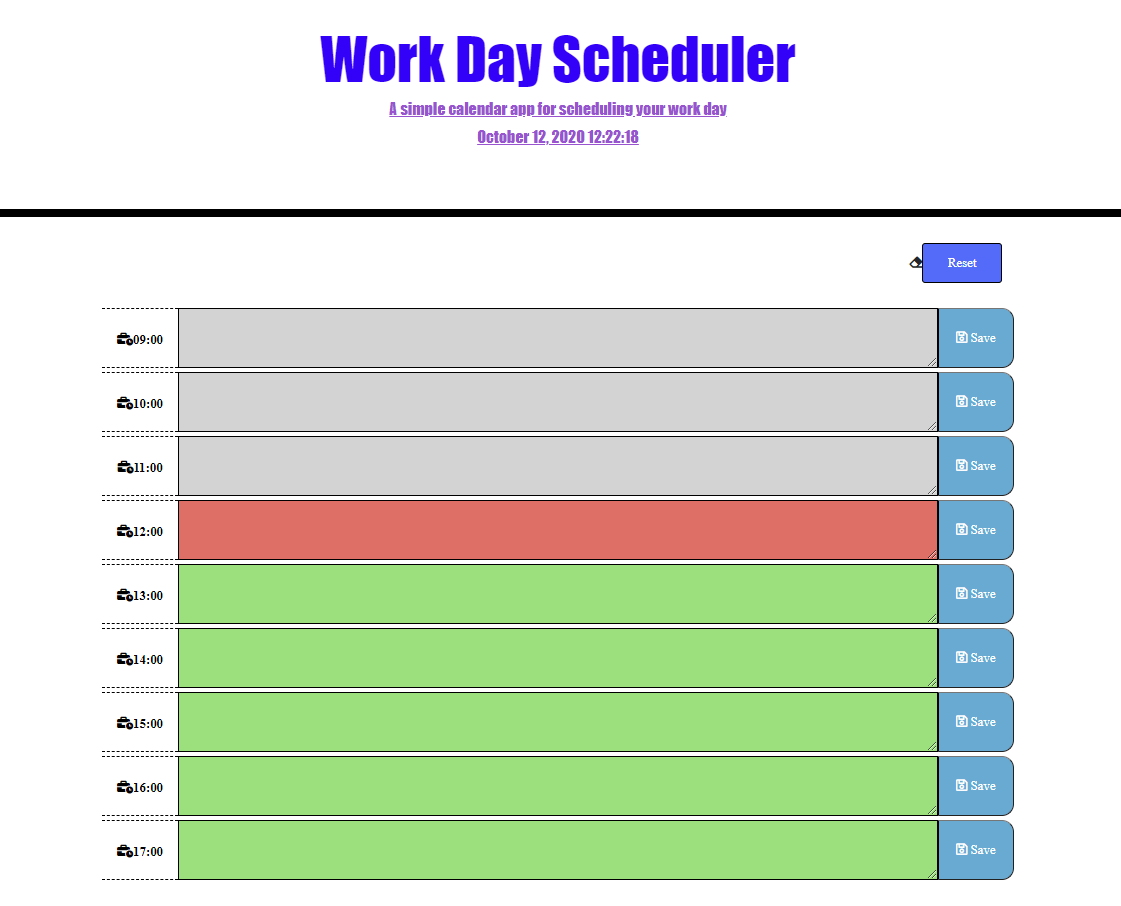 Work Day Scheduler
A simple calendar app for scheduling your work day
October 12, 2020 12:22:18
Reset
09:00 Save
10:00 Save
11:00 Save
12:00 Save
13:00 Save
14:00 Save
15:00 Save
16:00 Save
17:00 Save